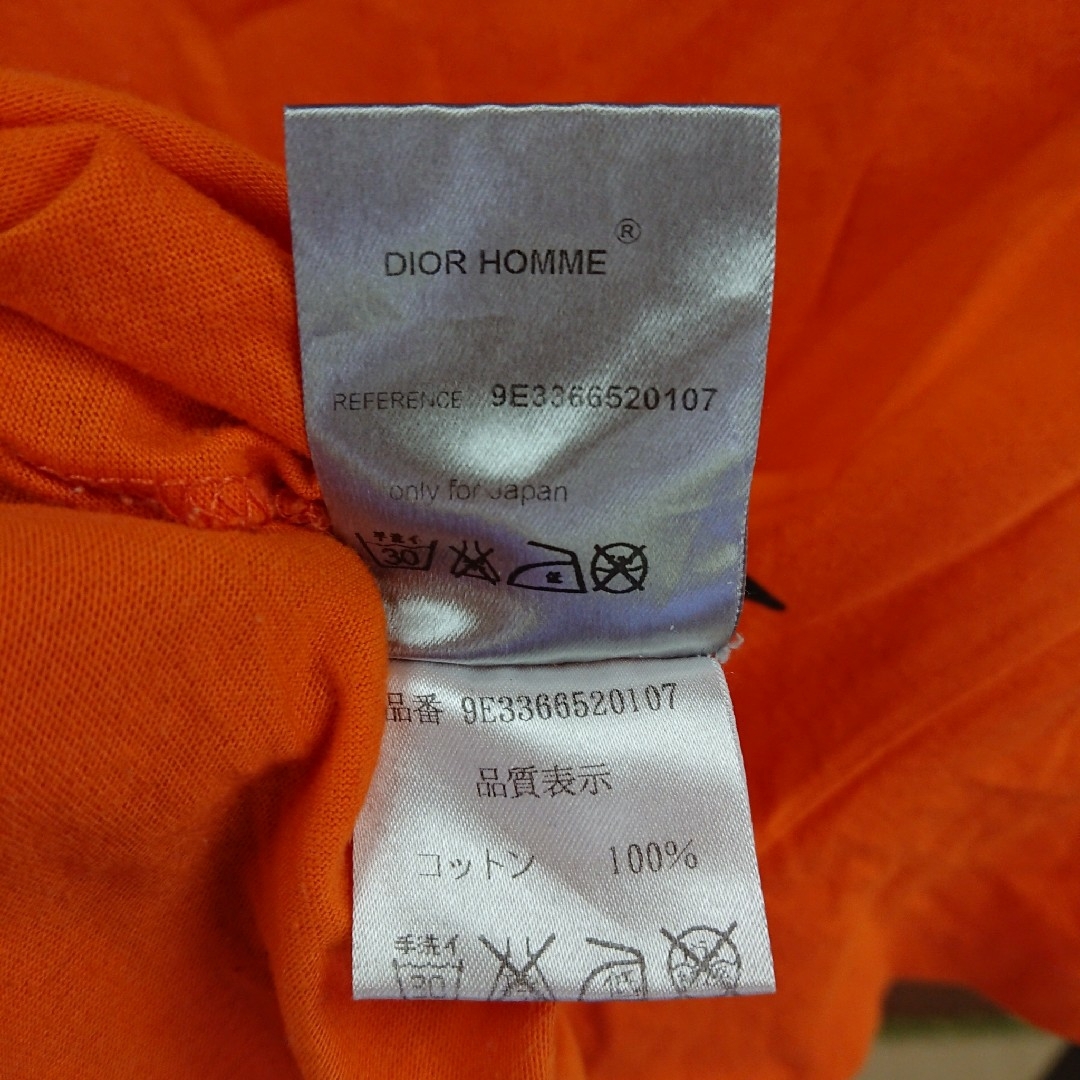 DIOR HOMME ®
REFERENCE 9E3366520107
only for Japan
手洗イ
30
品番 9E3366520107
品質表示
コットン 100%
手洗イ
30